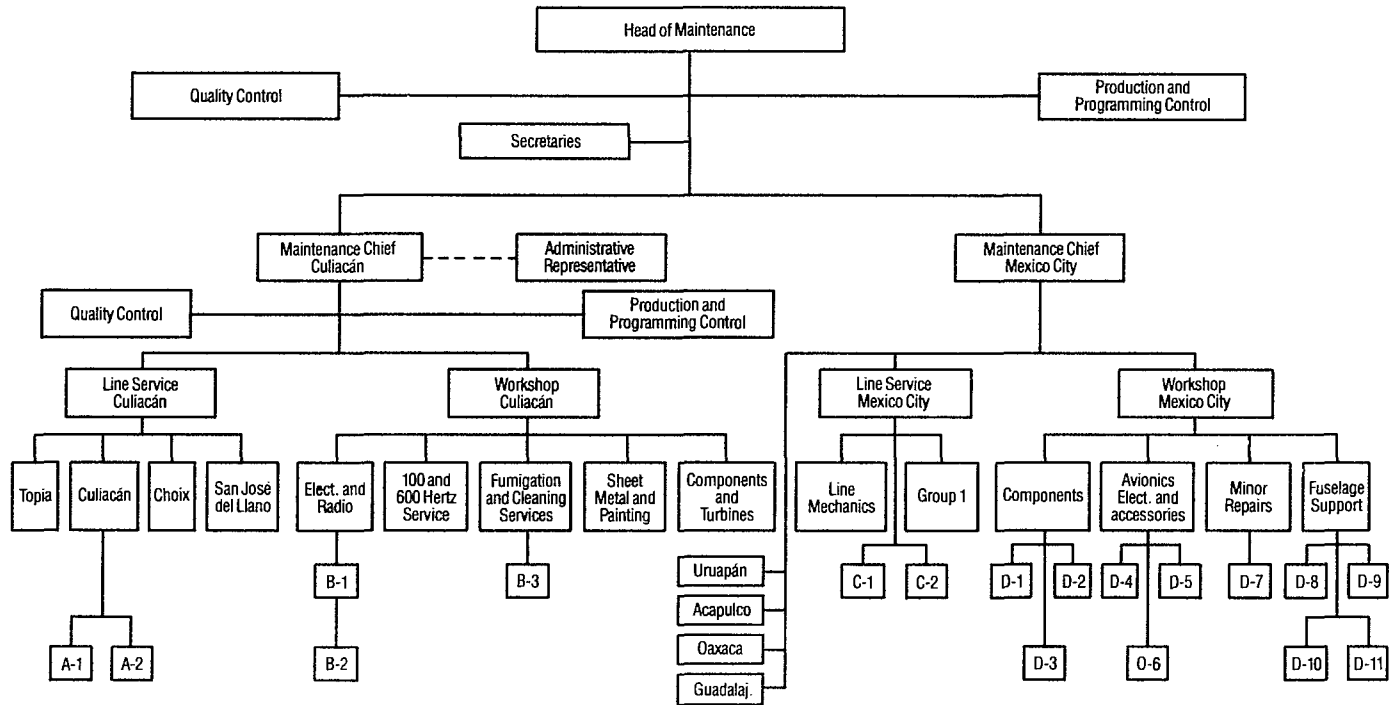 Head of Maintenance
Quality Control
Production and
Programming Control
Secretaries
Maintenance Chief
Culiacán
Administrative
Representative
Maintenance Chief
Mexico City
Quality Control
Production and
Programming Control
Line Service
Culiacán
Workshop
Culiacán
Line Service
Mexico City
Workshop
Mexico City
Topia
Culiacán
Choix
San José
del Llano
Elect. and
Radio
100 and
600 Hertz
Service
Fumigation
and Cleaning
Services
Sheet
Metal and
Painting
Components
and
Turbines
Line
Mechanics
Group 1
Components
Avionics
Elect. and
accessories
Minor
Repairs
Fuselage
Support
Uruapán
Acapulco
Oaxaca
Guadalaj.
B-1
B-3
C-1
C-2
D-1
D-2
D-4
D-5
D-7
D-8
D-9
A-1
A-2
B-2
D-3
O-6
D-10
D-11